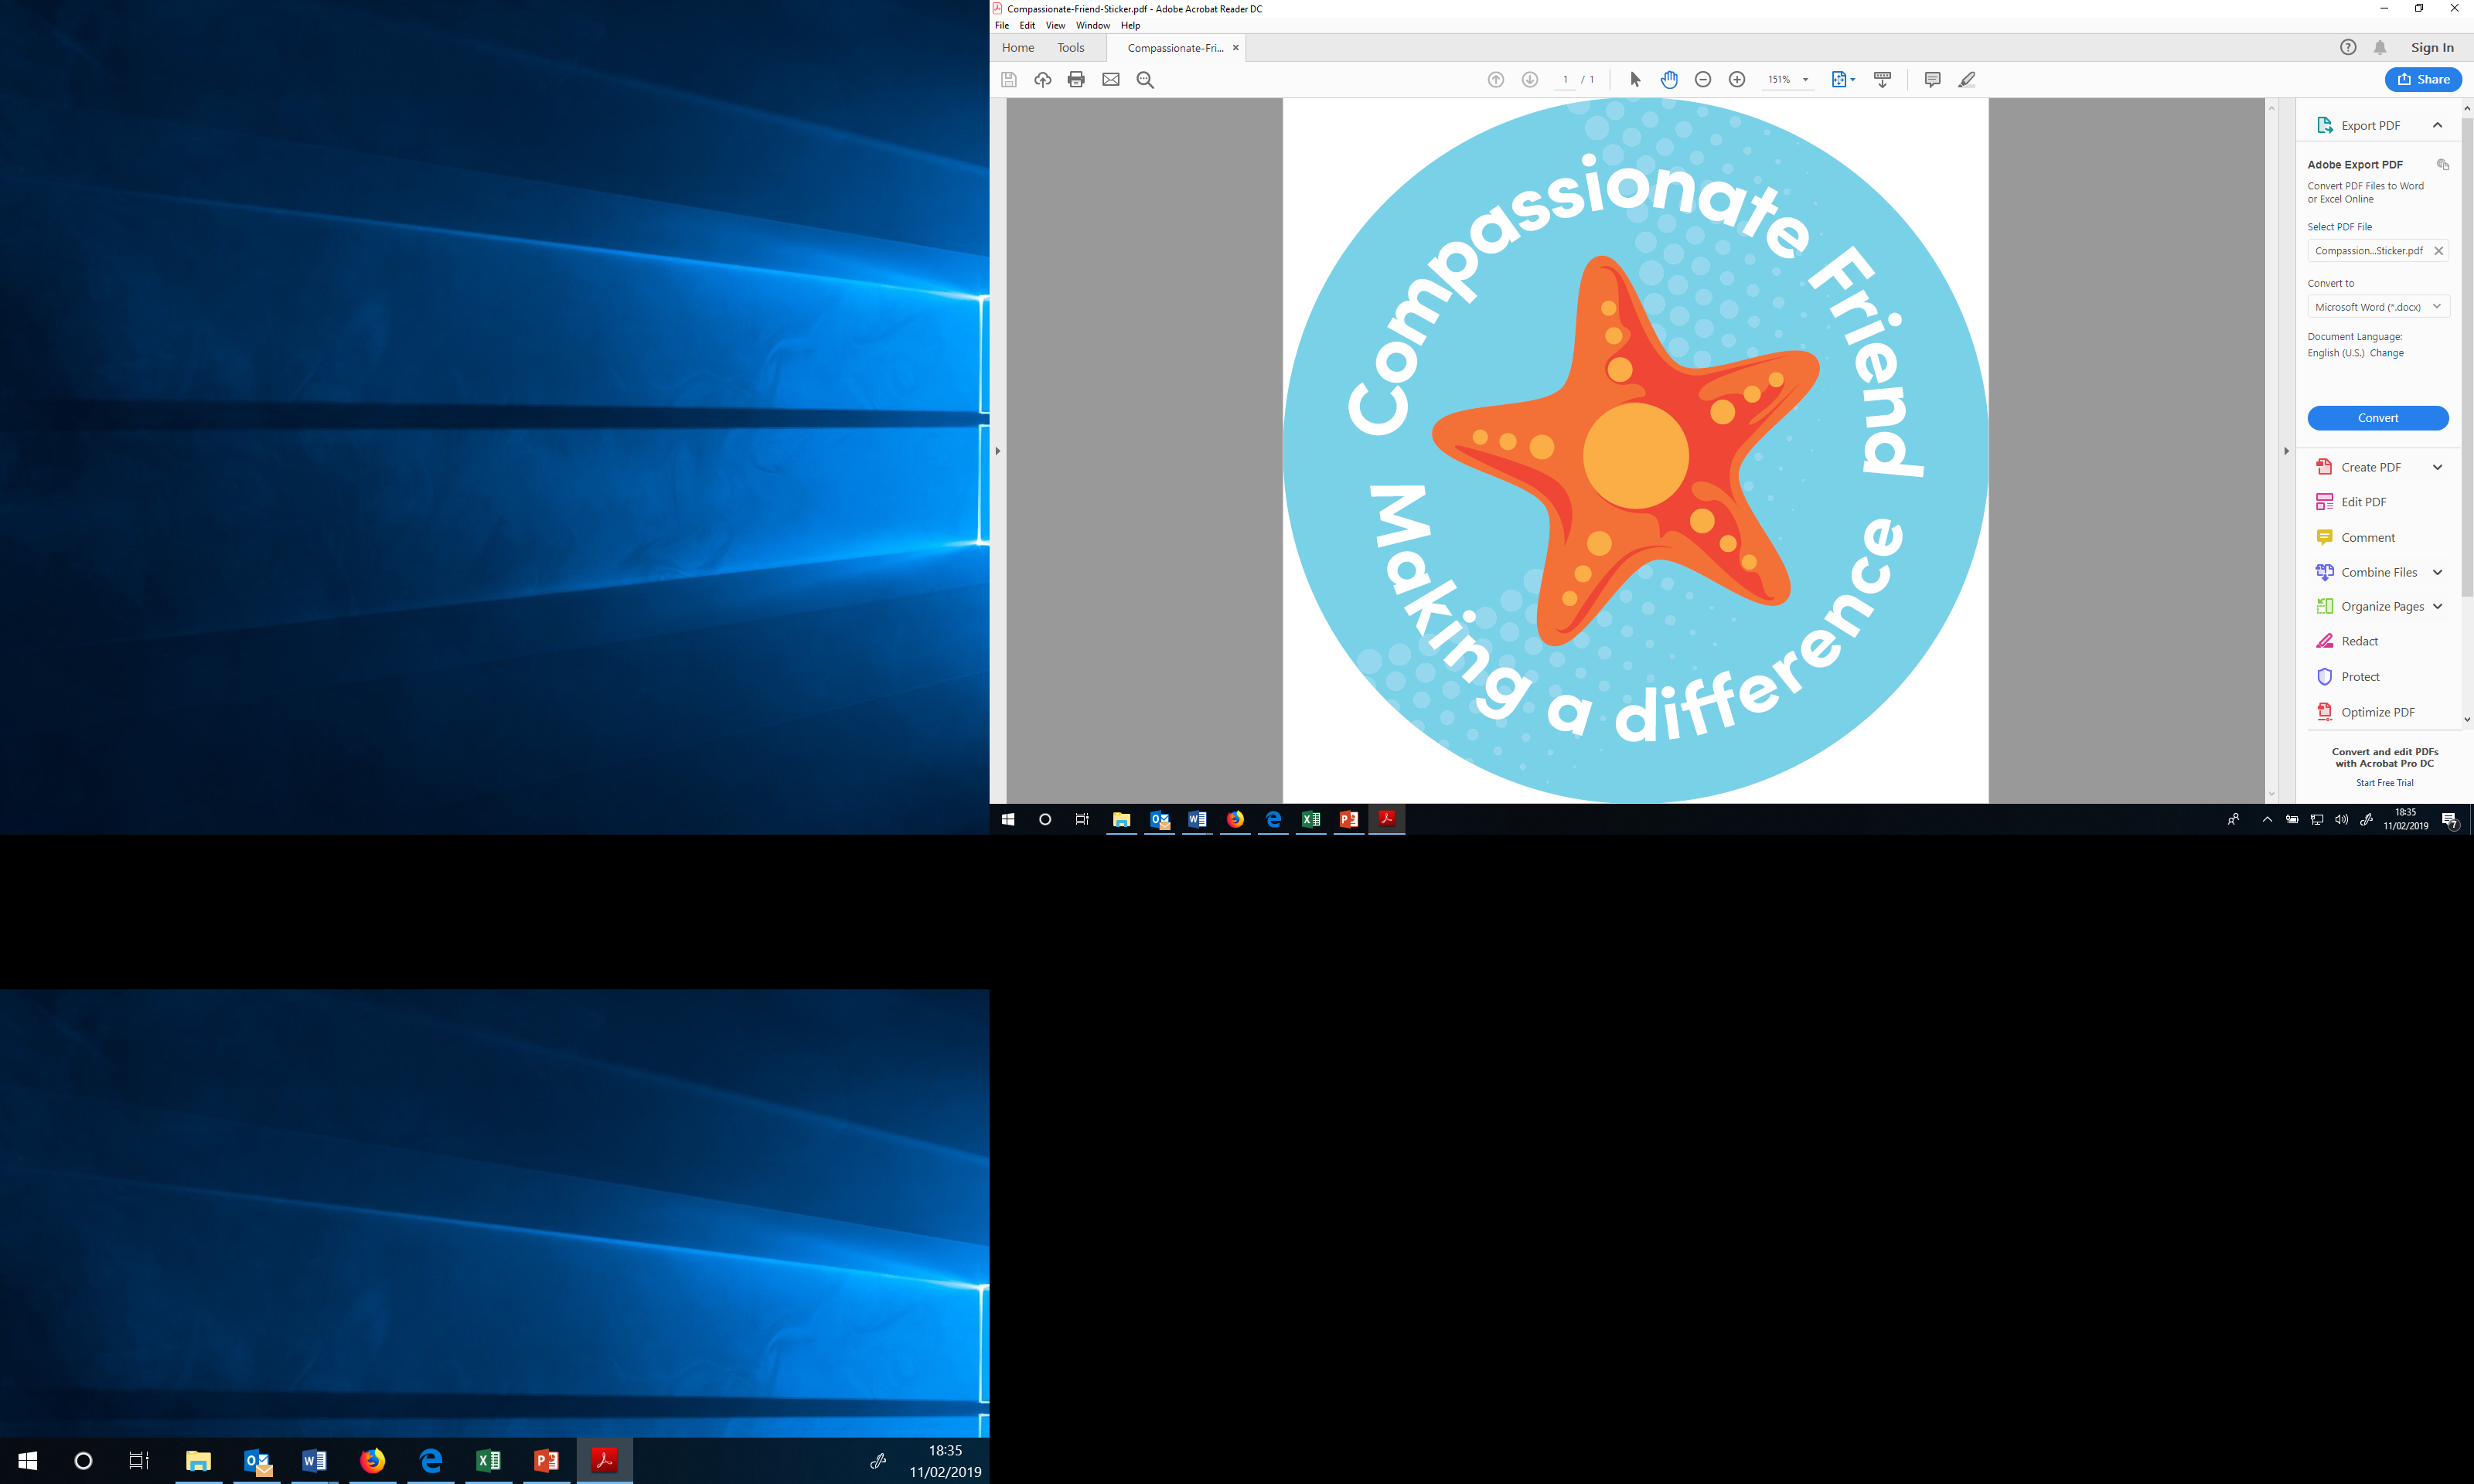 Compassionate-Friend-Sticker.pdf - Adobe Acrobat Reader DC
File Edit View Window Help
Home Tools Compassionate-Fri... ×
Sign In
1 / 1
151%
Share
Compassionate Friend
Making a difference
Export PDF
Adobe Export PDF
Convert PDF Files to Word
or Excel Online
Select PDF File
Compassion...Sticker.pdf
Convert to
Microsoft Word (*.docx)
Document Language:
English (U.S.) Change
Convert
Create PDF
Edit PDF
Comment
Combine Files
Organize Pages
Redact
Protect
Optimize PDF
Convert and edit PDFs
with Acrobat Pro DC
Start Free Trial
18:35
11/02/2019
7
18:35
11/02/2019